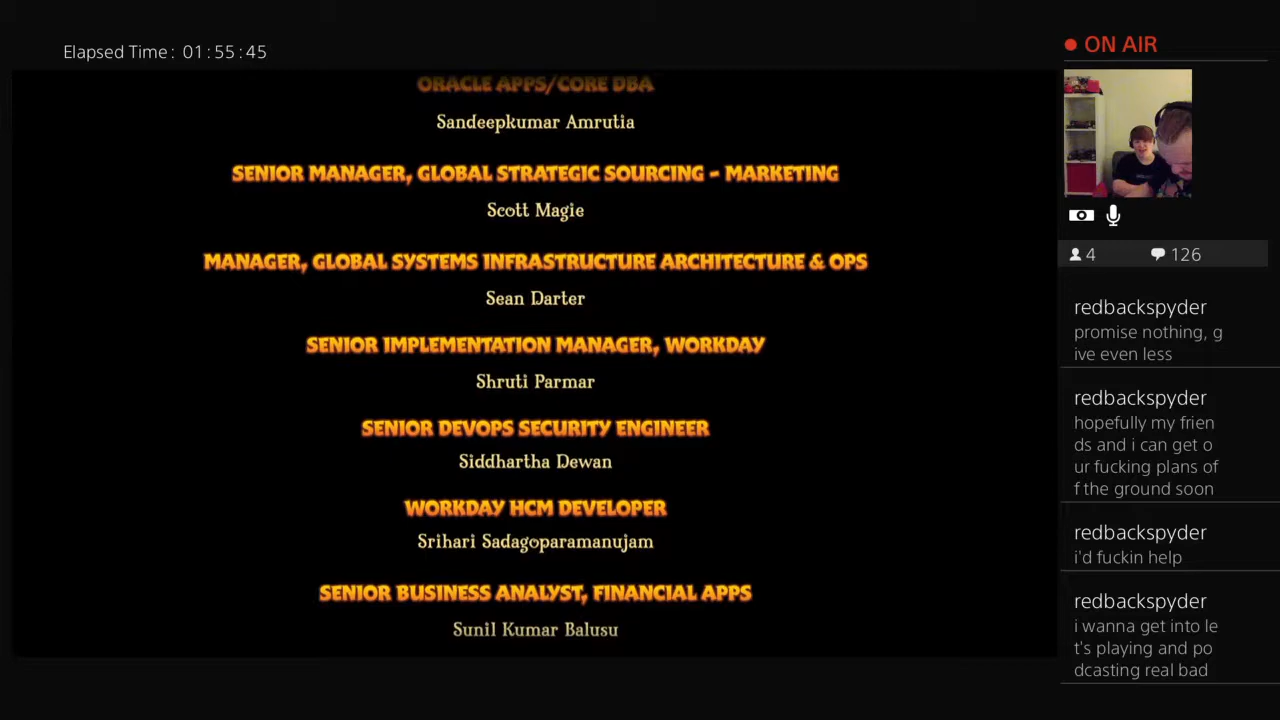 Elapsed Time: 01:55:45
ORACLE APPS/CORE DBA
Sandeepkumar Amrutia
SENIOR MANAGER, GLOBAL STRATEGIC SOURCING - MARKETING
Scott Magie
MANAGER, GLOBAL SYSTEMS INFRASTRUCTURE ARCHITECTURE & OPS
Sean Darter
SENIOR IMPLEMENTATION MANAGER, WORKDAY
Shruti Parmar
SENIOR DEVOPS SECURITY ENGINEER
Siddhartha Dewan
WORKDAY HCM DEVELOPER
Srihari Sadagoparamanujam
SENIOR BUSINESS ANALYST, FINANCIAL APPS
Sunil Kumar Balusu
ON AIR
4 126
redbackspyder
promise nothing, g
ive even less
redbackspyder
hopefully my frien
ds and i can get o
ur fucking plans of
f the ground soon
redbackspyder
i'd fuckin help
redbackspyder
i wanna get into le
t's playing and po
dcasting real bad